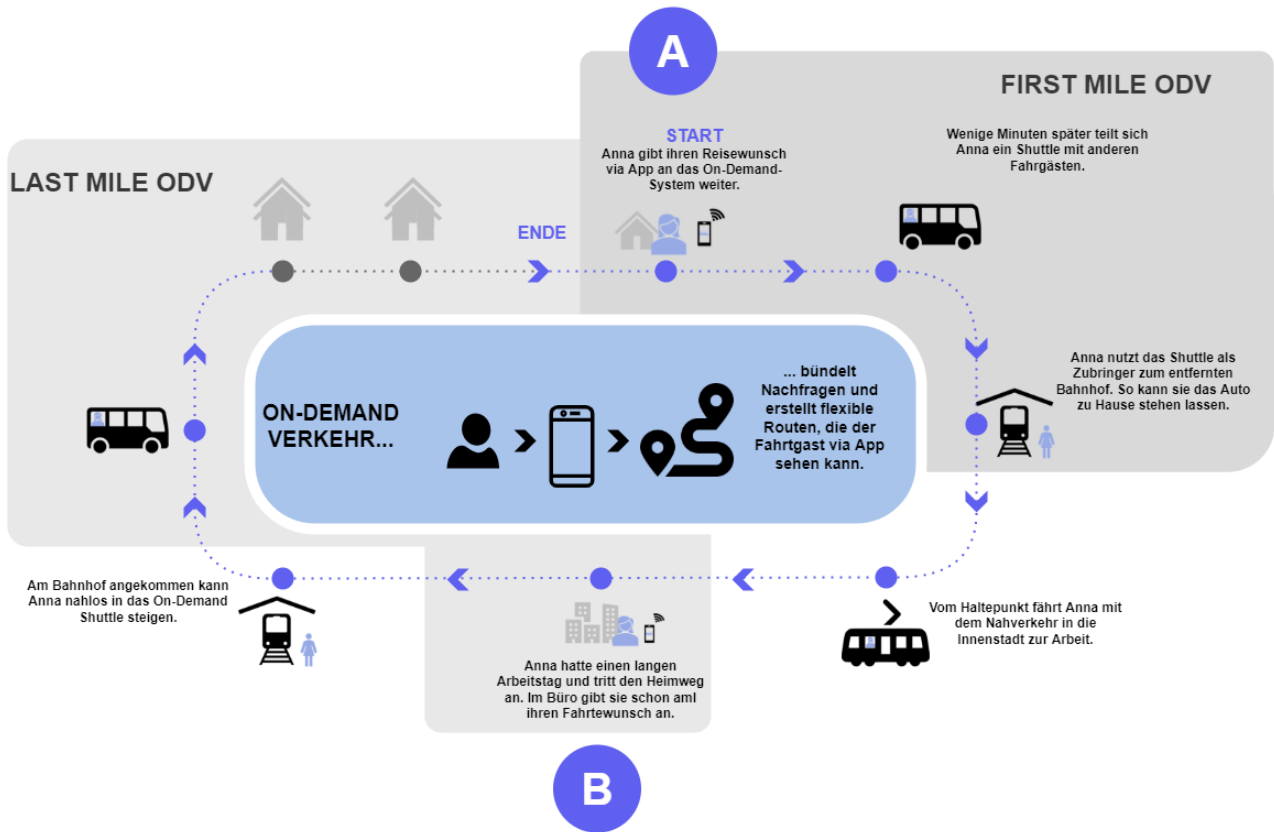 A
FIRST MILE ODV
START
Anna gibt ihren Reisewunsch
via App an das On-Demand-
System weiter.
Wenige Minuten später teilt sich
Anna ein Shuttle mit anderen
Fahrgästen.
LAST MILE ODV
ENDE
Anna nutzt das Shuttle als
Zubringer zum entfernten
Bahnhof. So kann sie das Auto
zu Hause stehen lassen.
ON-DEMAND
VERKEHR...
... bündelt
Nachfragen und
erstellt flexible
Routen, die der
Fahrtgast via App
sehen kann.
Am Bahnhof angekommen kann
Anna nahlos in das On-Demand
Shuttle steigen.
Vom Haltepunkt fährt Anna mit
dem Nahverkehr in die
Innenstadt zur Arbeit.
Anna hatte einen langen
Arbeitstag und tritt den Heimweg
an. Im Büro gibt sie schon aml
ihren Fahrtewunsch an.
B